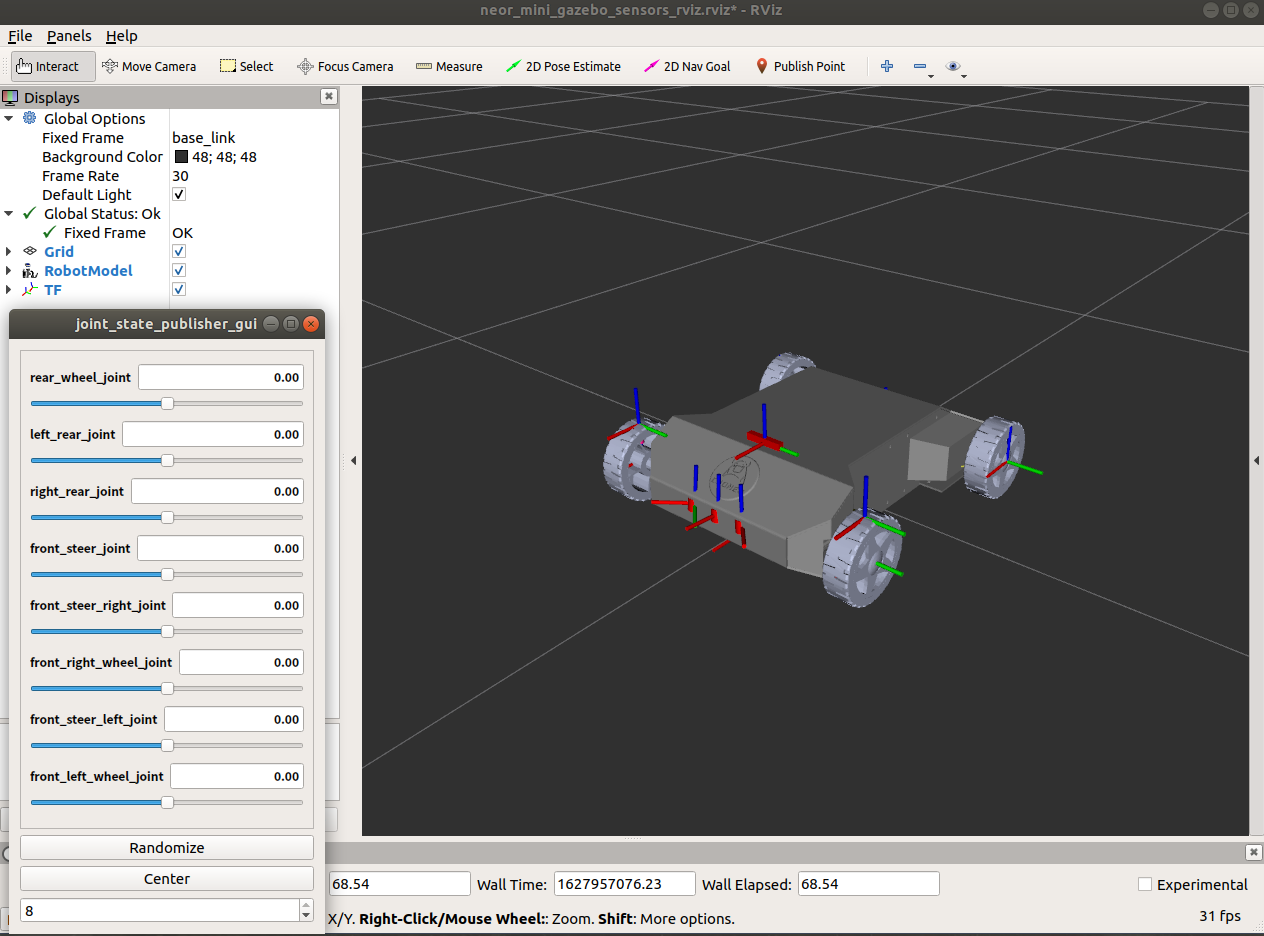 neor_mini_gazebo_sensors_rviz.rviz* - RViz
File Panels Help
Interact Move Camera Select Focus Camera Measure 2D Pose Estimate 2D Nav Goal Publish Point
Displays
Global Options
Fixed Frame base_link
Background Color 48; 48; 48
Frame Rate 30
Default Light
Global Status: Ok
Fixed Frame OK
Grid
RobotModel
TF
joint_state_publisher_gui
rear_wheel_joint 0.00
left_rear_joint 0.00
right_rear_joint 0.00
front_steer_joint 0.00
front_steer_right_joint 0.00
front_right_wheel_joint 0.00
front_steer_left_joint 0.00
front_left_wheel_joint 0.00
Randomize
Center
8
68.54 Wall Time: 1627957076.23 Wall Elapsed: 68.54 Experimental
X/Y. Right-Click/Mouse Wheel:: Zoom. Shift: More options. 31 fps